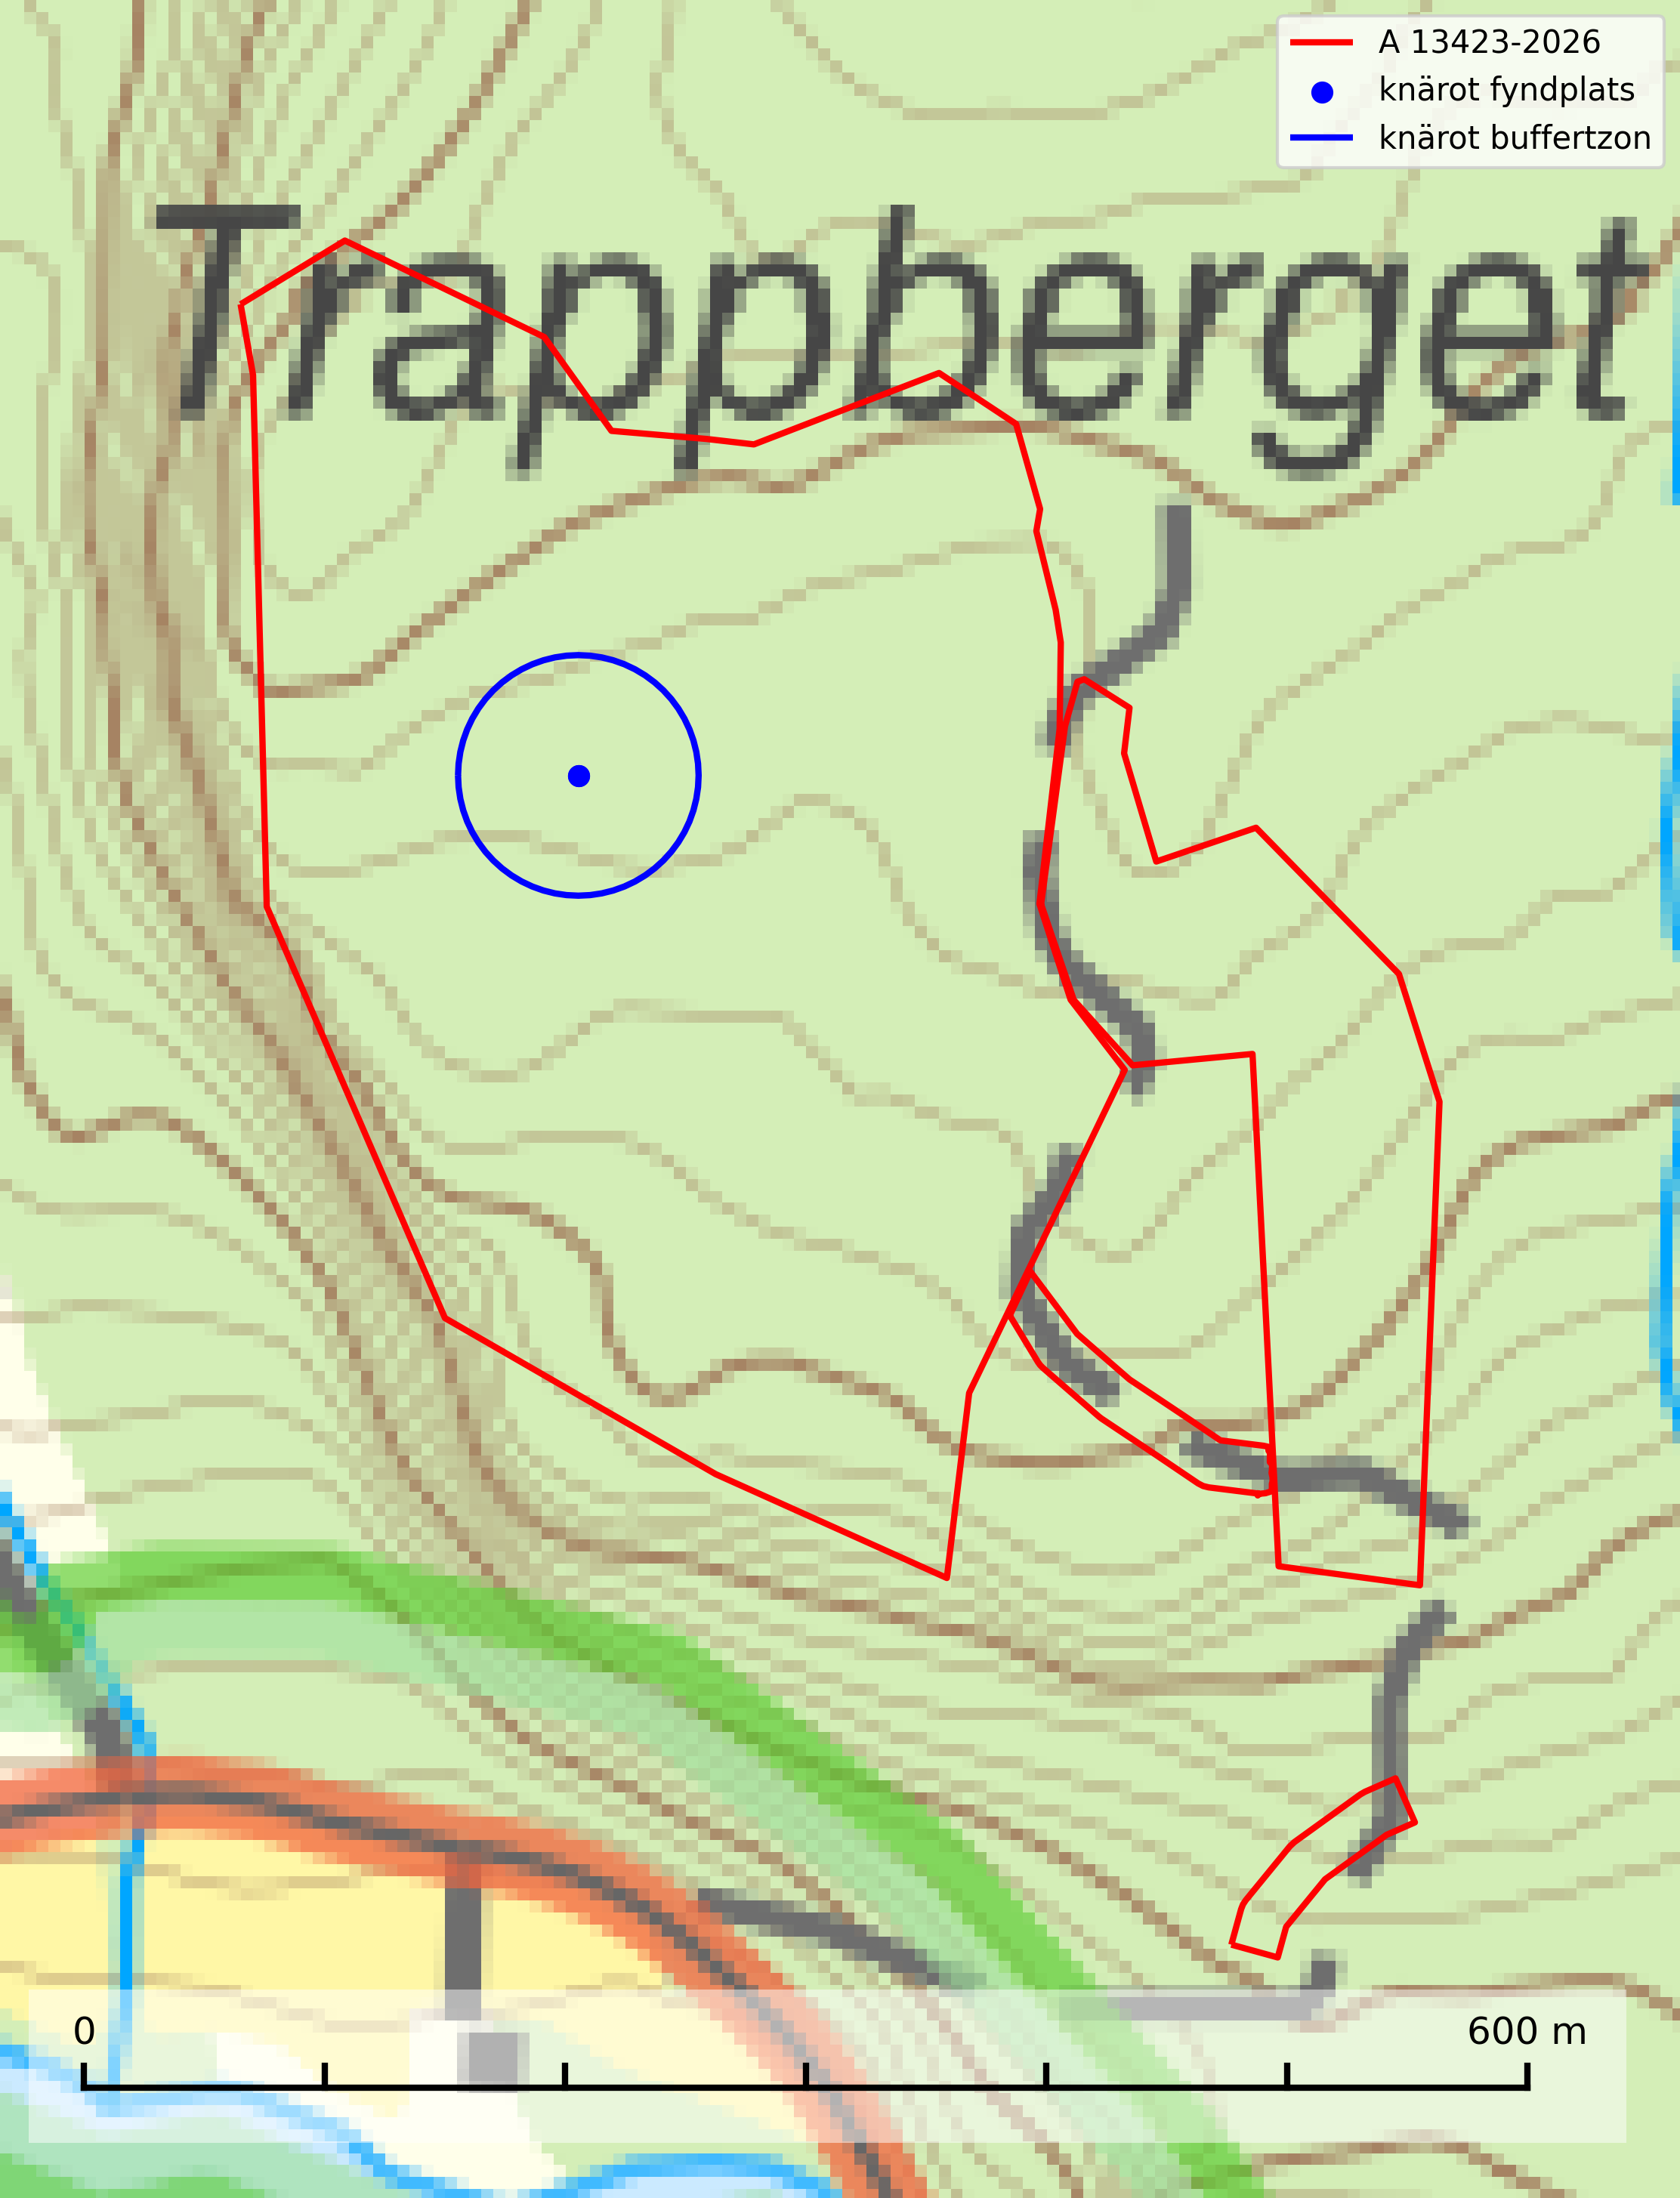 A 13423-2026
knärot fyndplats
knärot buffertzon
Trappberget
0
600 m